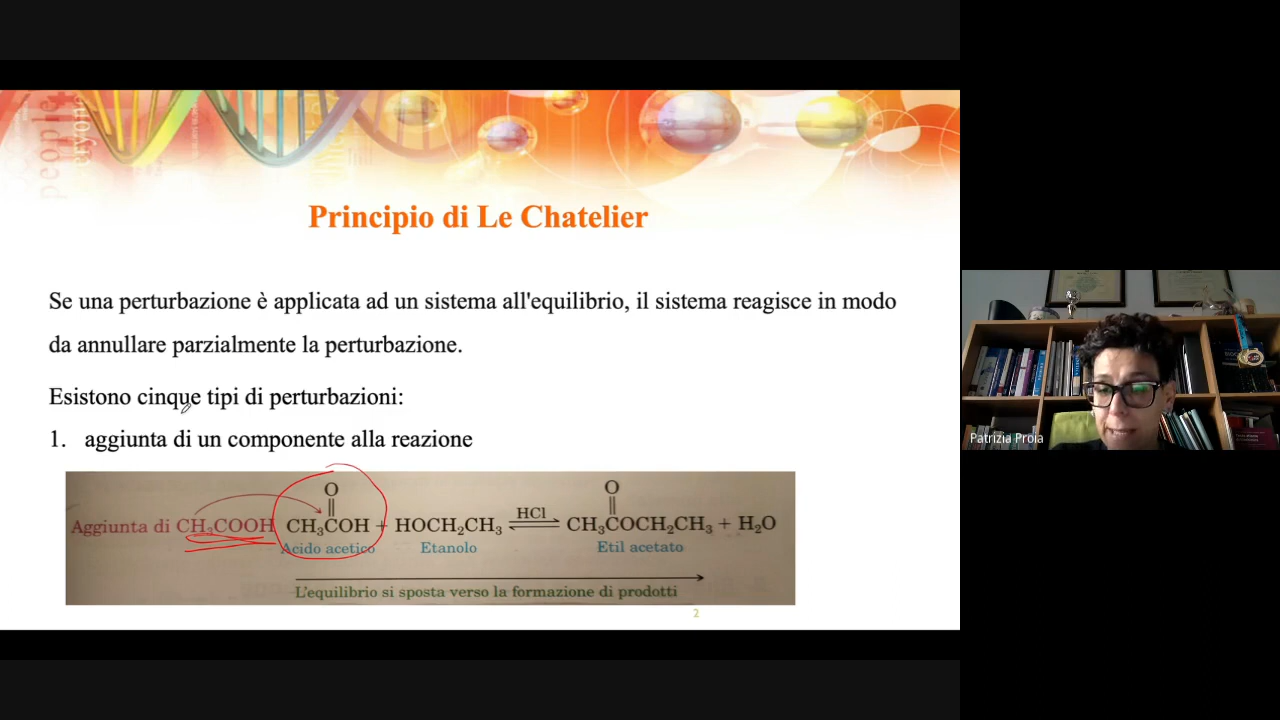 people
cryon
Principio di Le Chatelier
Se una perturbazione è applicata ad un sistema all'equilibrio, il sistema reagisce in modo
da annullare parzialmente la perturbazione.
Esistono cinque tipi di perturbazioni:
1. aggiunta di un componente alla reazione
O
O
Aggiunta di CH₃COOH CH₃COH + HOCH₂CH₃ HCl ⇌ CH₃COCH₂CH₃ + H₂O
Acido acetico Etanolo Etil acetato
L'equilibrio si sposta verso la formazione di prodotti
2
Patrizia Proia